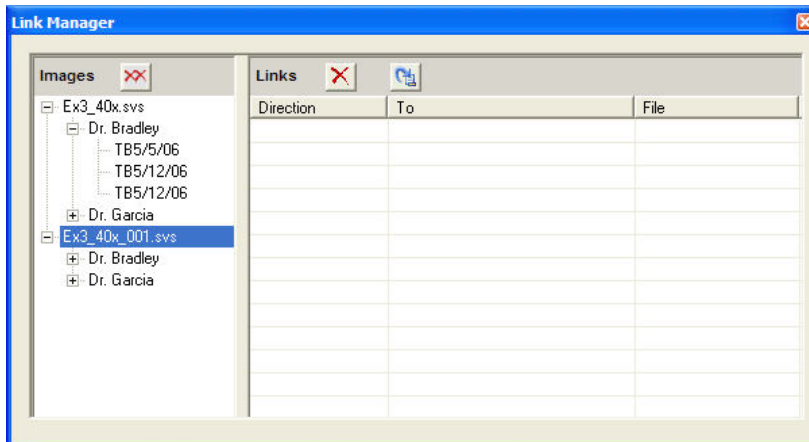 Link Manager
Images
Links
Direction To File
Ex3_40x.svs
Dr. Bradley
TB5/5/06
TB5/12/06
TB5/12/06
Dr. Garcia
Ex3_40x_001.svs
Dr. Bradley
Dr. Garcia